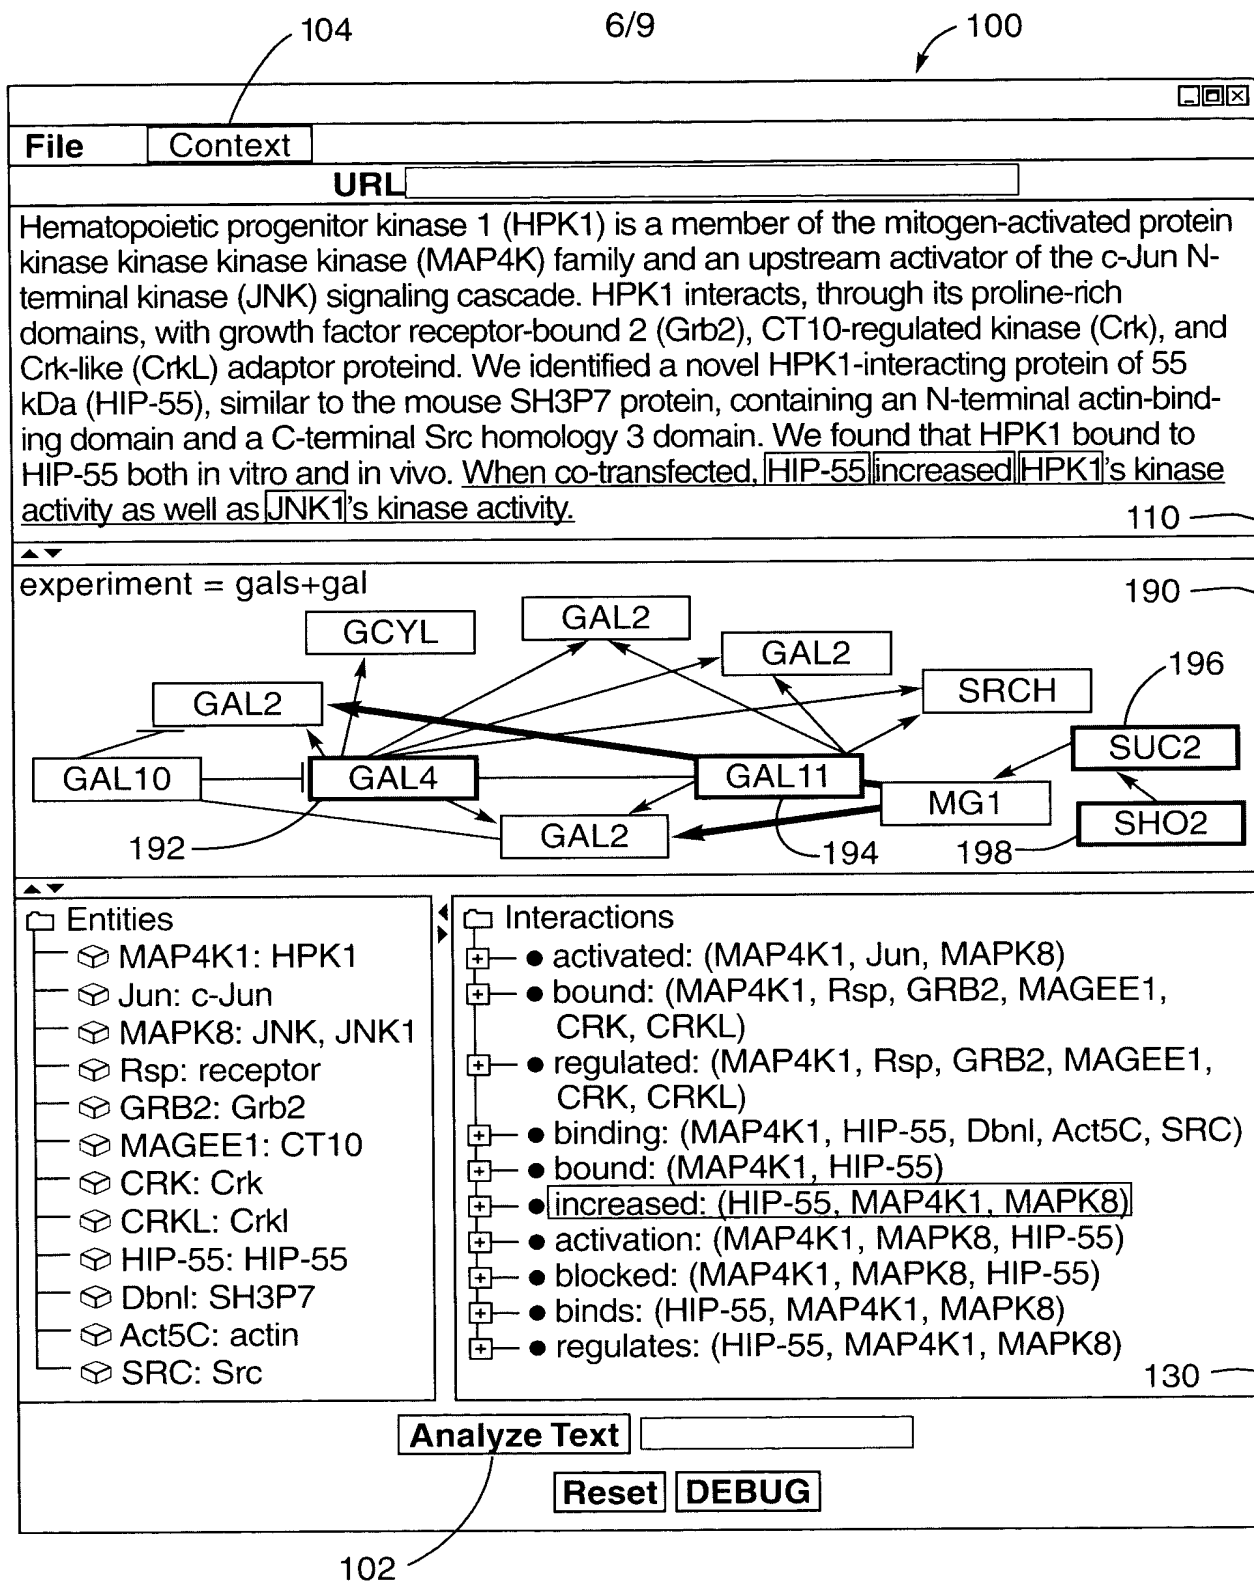 104
6/9
100
File
Context
URL
Hematopoietic progenitor kinase 1 (HPK1) is a member of the mitogen-activated protein
kinase kinase kinase kinase (MAP4K) family and an upstream activator of the c-Jun N-
terminal kinase (JNK) signaling cascade. HPK1 interacts, through its proline-rich
domains, with growth factor receptor-bound 2 (Grb2), CT10-regulated kinase (Crk), and
Crk-like (CrkL) adaptor proteind. We identified a novel HPK1-interacting protein of 55
kDa (HIP-55), similar to the mouse SH3P7 protein, containing an N-terminal actin-bind-
ing domain and a C-terminal Src homology 3 domain. We found that HPK1 bound to
HIP-55 both in vitro and in vivo. When co-transfected, HIP-55 increased HPK1's kinase
activity as well as JNK1's kinase activity.
110
experiment = gals+gal
190
GCYL
GAL2
GAL2
196
GAL2
SRCH
SUC2
GAL10
GAL4
GAL11
MG1
SHO2
GAL2
192
194
198
Entities
MAP4K1: HPK1
Jun: c-Jun
MAPK8: JNK, JNK1
Rsp: receptor
GRB2: Grb2
MAGEE1: CT10
CRK: Crk
CRKL: Crkl
HIP-55: HIP-55
Dbnl: SH3P7
Act5C: actin
SRC: Src
Interactions
activated: (MAP4K1, Jun, MAPK8)
bound: (MAP4K1, Rsp, GRB2, MAGEE1,
CRK, CRKL)
regulated: (MAP4K1, Rsp, GRB2, MAGEE1,
CRK, CRKL)
binding: (MAP4K1, HIP-55, Dbnl, Act5C, SRC)
bound: (MAP4K1, HIP-55)
increased: (HIP-55, MAP4K1, MAPK8)
activation: (MAP4K1, MAPK8, HIP-55)
blocked: (MAP4K1, MAPK8, HIP-55)
binds: (HIP-55, MAP4K1, MAPK8)
regulates: (HIP-55, MAP4K1, MAPK8)
130
Analyze Text
Reset
DEBUG
102